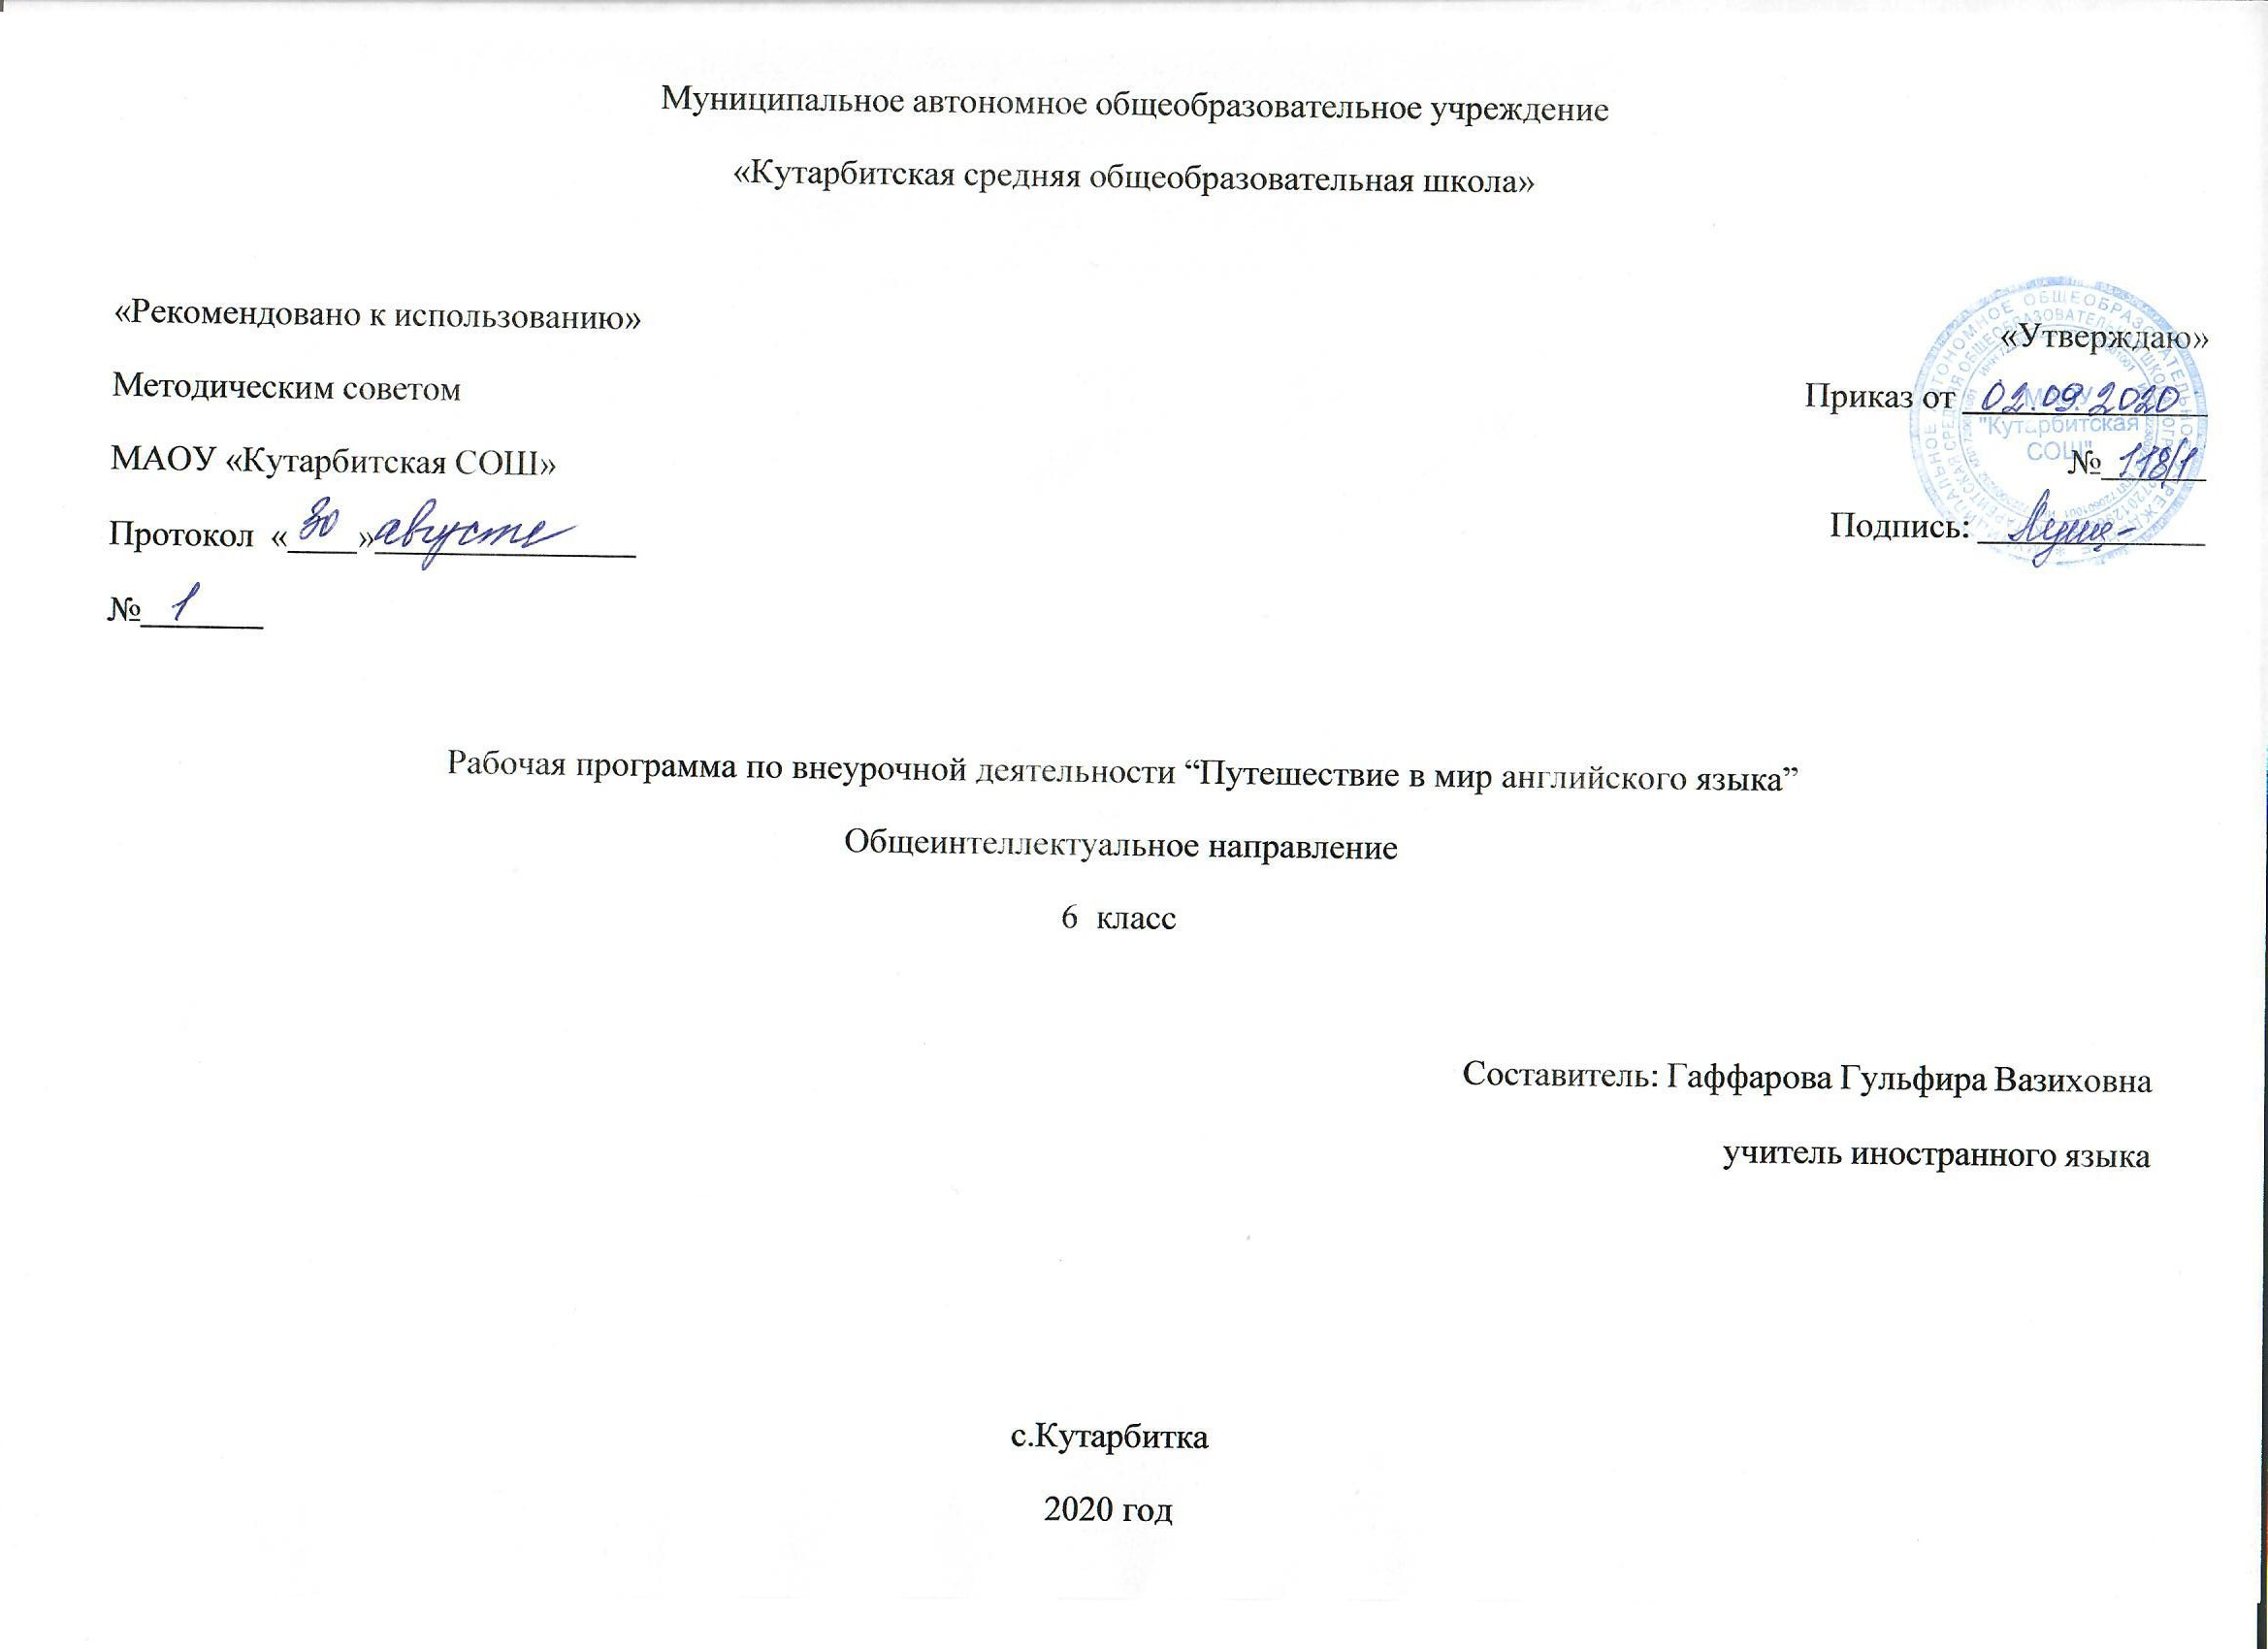 Муниципальное автономное общеобразовательное учреждение
«Кутарбитская средняя общеобразовательная школа»
«Рекомендовано к использованию»
Методическим советом
МАОУ «Кутарбитская СОШ»
Протокол «30» августа
№ 1
«Утверждаю»
Приказ от 02.09.2020
№ 118/1
Подпись:
"Кутарбитская
СОШ"
Рабочая программа по внеурочной деятельности “Путешествие в мир английского языка”
Общеинтеллектуальное направление
6 класс
Составитель: Гаффарова Гульфира Вазиховна
учитель иностранного языка
с.Кутарбитка
2020 год